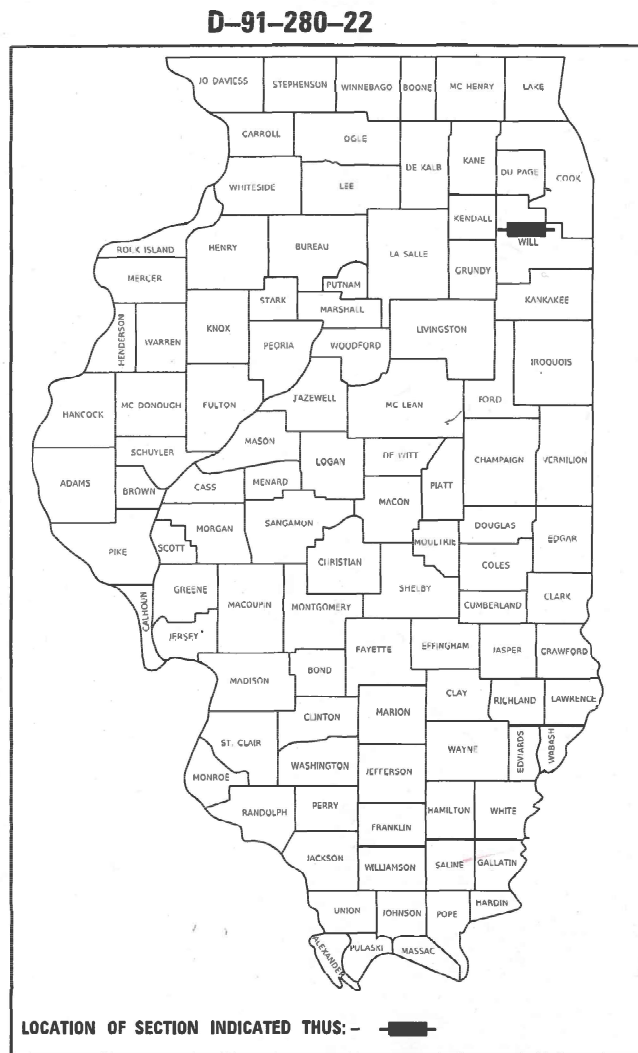 D-91-280-22
JO DAVIESS STEPHENSON WINNEBAGO BOONE MC HENRY LAKE
CARROLL OGLE DE KALB KANE DU PAGE COOK
WHITESIDE LEE
KENDALL
WILL
ROCK ISLAND HENRY BUREAU LA SALLE
GRUNDY
MERCER PUTNAM
STARK MARSHALL KANKAKEE
HENDERSON WARREN KNOX PEORIA WOODFORD LIVINGSTON
IROQUOIS
HANCOCK MC DONOUGH FULTON TAZEWELL MC LEAN FORD
MASON
SCHUYLER LOGAN DE WITT CHAMPAIGN VERMILION
ADAMS BROWN CASS MENARD PIATT
MACON
MORGAN SANGAMON DOUGLAS
PIKE SCOTT MOULTRIE EDGAR
CHRISTIAN COLES
CALHOUN GREENE MACOUPIN MONTGOMERY SHELBY CUMBERLAND CLARK
JERSEY
FAYETTE EFFINGHAM JASPER CRAWFORD
BOND
MADISON CLAY RICHLAND LAWRENCE
CLINTON MARION
ST. CLAIR WAYNE EDWARDS WABASH
WASHINGTON JEFFERSON
MONROE
RANDOLPH PERRY HAMILTON WHITE
FRANKLIN
JACKSON WILLIAMSON SALINE GALLATIN
UNION JOHNSON POPE HARDIN
ALEXANDER PULASKI MASSAC
LOCATION OF SECTION INDICATED THUS: -